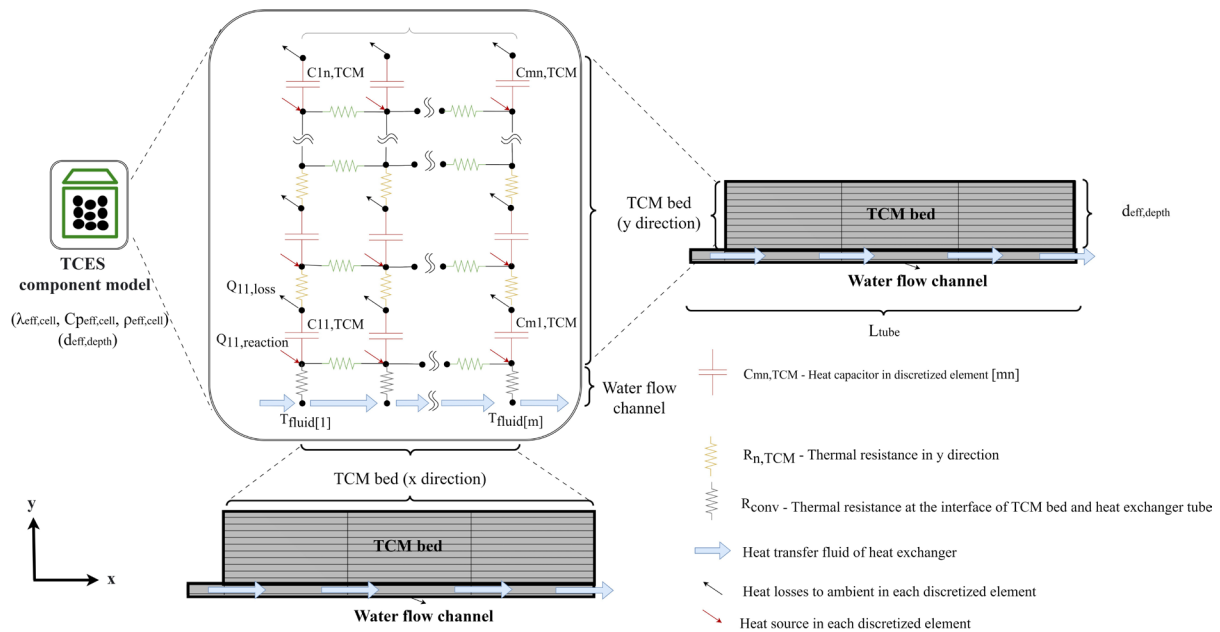 C1n,TCM
Cmn,TCM
TCES
component model
(λeff,cell, Cpeff,cell, ρeff,cell)
(deff,depth)
Q11,loss
C11,TCM
Cm1,TCM
Q11,reaction
Tfluid[1]
Tfluid[m]
TCM bed
(y direction)
Water flow
channel
TCM bed
deff,depth
Water flow channel
Ltube
Cmn,TCM - Heat capacitor in discretized element [mn]
Rn,TCM - Thermal resistance in y direction
Rconv - Thermal resistance at the interface of TCM bed and heat exchanger tube
Heat transfer fluid of heat exchanger
Heat losses to ambient in each discretized element
Heat source in each discretized element
TCM bed (x direction)
TCM bed
Water flow channel
y
x